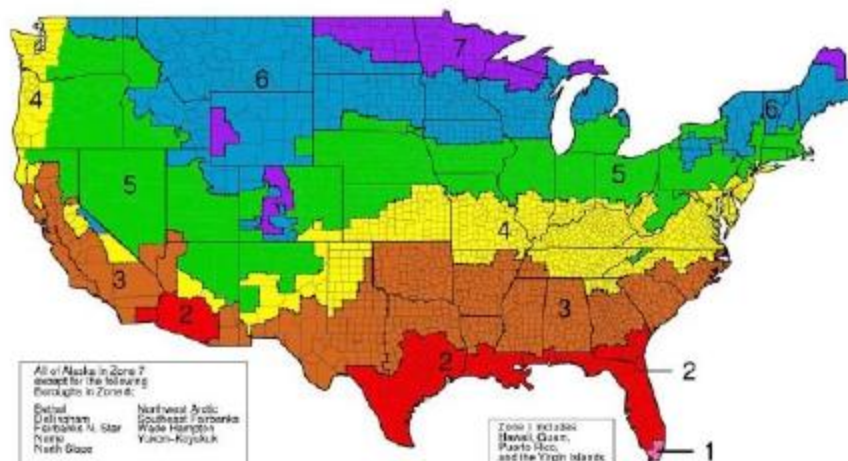 7
6
4
6
5
5
4
3
2
3
2
2
1
All of Alaska in Zone 7
except for the following
Boroughs in Zone 8:
Bethel Northwest Arctic
Dellingham Southeast Fairbanks
Fairbanks N. Star Wade Hampton
Nome Yukon-Koyukuk
North Slope
Zone 1 includes
Hawaii, Guam,
Puerto Rico,
and the Virgin Islands